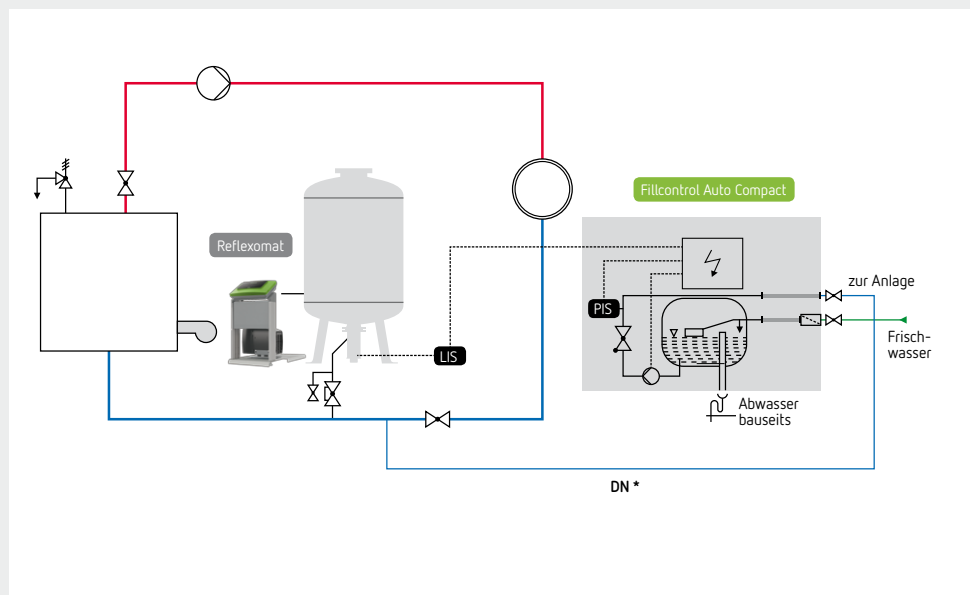 Fillcontrol Auto Compact
Reflexomat
zur Anlage
PIS
Frisch-
wasser
LIS
Abwasser
bauseits
DN *